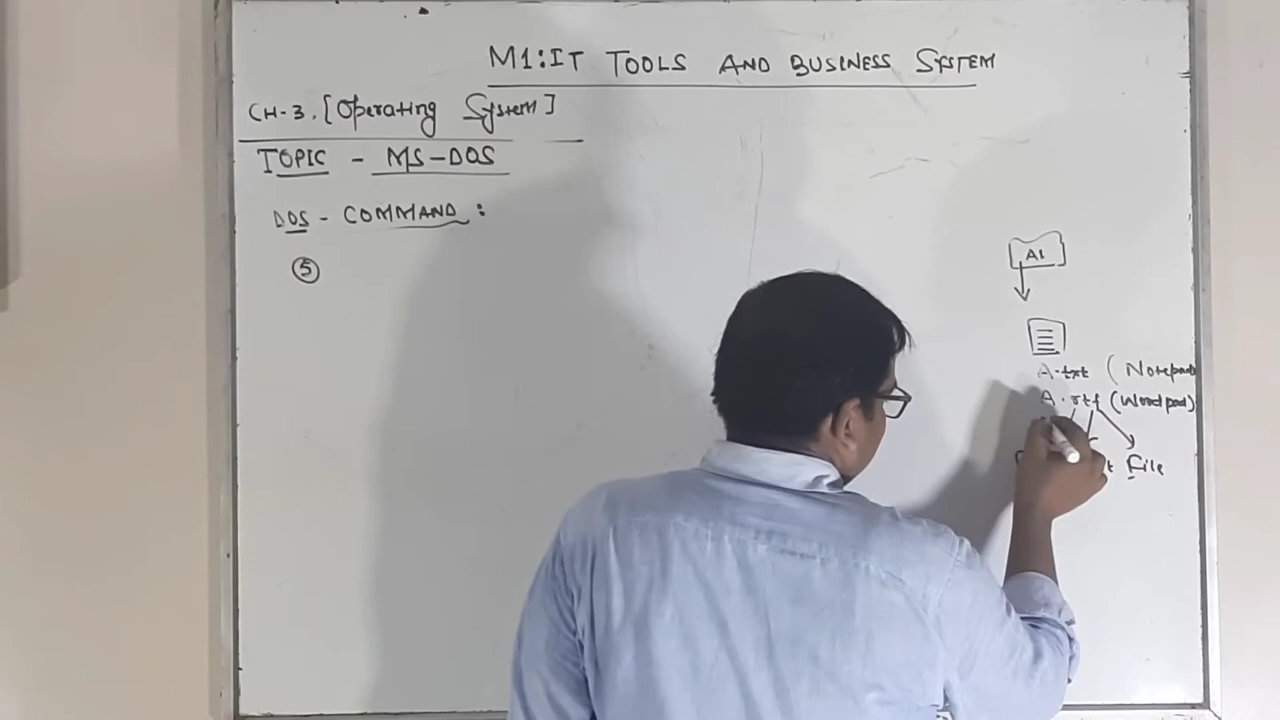 M1:IT TOOLS AND BUSINESS SYSTEM
CH-3. [Operating System]
TOPIC - MS-DOS
DOS - COMMAND :
5
A1
A.txt (Notepad
A.rtf (Wordpad)
File